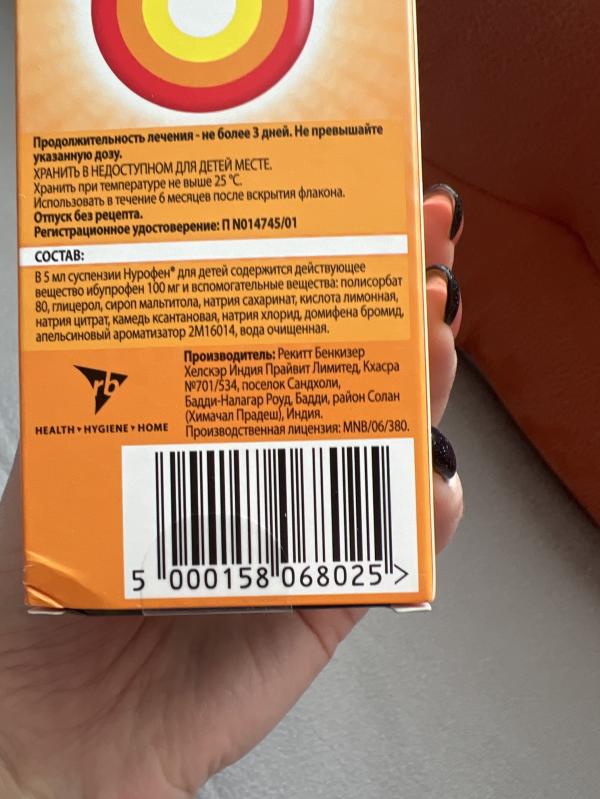 Продолжительность лечения - не более 3 дней. Не превышайте
указанную дозу.
ХРАНИТЬ В НЕДОСТУПНОМ ДЛЯ ДЕТЕЙ МЕСТЕ.
Хранить при температуре не выше 25 °C.
Использовать в течение 6 месяцев после вскрытия флакона.
Отпуск без рецепта.
Регистрационное удостоверение: П N014745/01
СОСТАВ:
В 5 мл суспензии Нурофен® для детей содержится действующее
вещество ибупрофен 100 мг и вспомогательные вещества: полисорбат
80, глицерол, сироп мальтитола, натрия сахаринат, кислота лимонная,
натрия цитрат, камедь ксантановая, натрия хлорид, домифена бромид,
апельсиновый ароматизатор 2М16014, вода очищенная.
Производитель: Рекитт Бенкизер
Хелскэр Индия Прайвит Лимитед, Кхасра
№701/534, поселок Сандхоли,
Бадди-Налагар Роуд, Бадди, район Солан
(Химачал Прадеш), Индия.
Производственная лицензия: MNB/06/380.
rb
HEALTH • HYGIENE • HOME
5 000158 068025 >